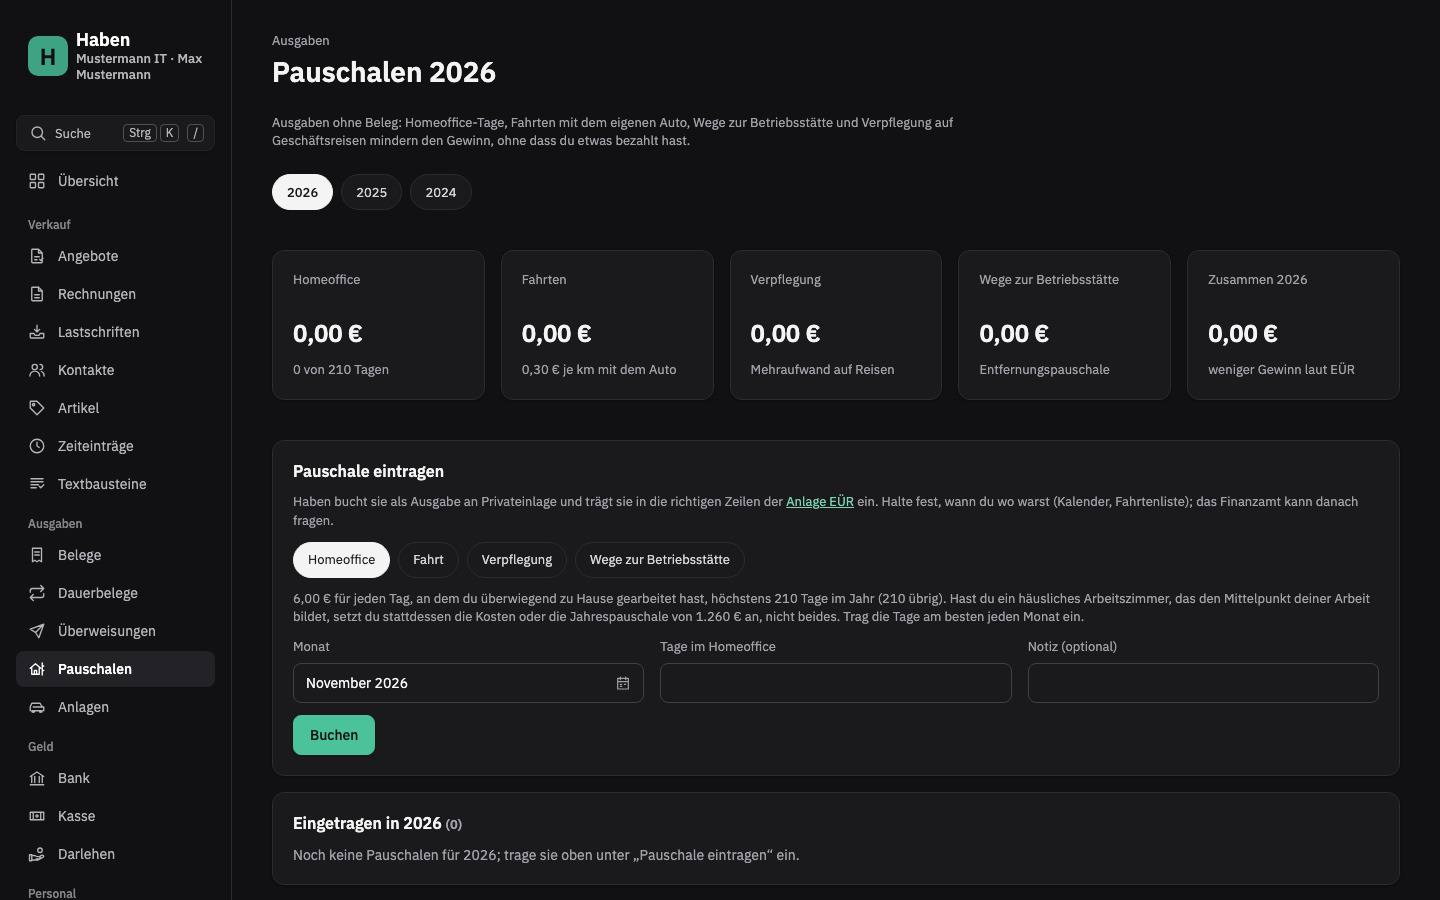 H
Haben
Mustermann IT · Max
Mustermann
Suche Strg K /
Übersicht
Verkauf
Angebote
Rechnungen
Lastschriften
Kontakte
Artikel
Zeiteinträge
Textbausteine
Ausgaben
Belege
Dauerbelege
Überweisungen
Pauschalen
Anlagen
Geld
Bank
Kasse
Darlehen
Personal
Ausgaben
Pauschalen 2026
Ausgaben ohne Beleg: Homeoffice-Tage, Fahrten mit dem eigenen Auto, Wege zur Betriebsstätte und Verpflegung auf
Geschäftsreisen mindern den Gewinn, ohne dass du etwas bezahlt hast.
2026 2025 2024
Homeoffice
0,00 €
0 von 210 Tagen
Fahrten
0,00 €
0,30 € je km mit dem Auto
Verpflegung
0,00 €
Mehraufwand auf Reisen
Wege zur Betriebsstätte
0,00 €
Entfernungspauschale
Zusammen 2026
0,00 €
weniger Gewinn laut EÜR
Pauschale eintragen
Haben bucht sie als Ausgabe an Privateinlage und trägt sie in die richtigen Zeilen der Anlage EÜR ein. Halte fest, wann du wo warst (Kalender, Fahrtenliste); das Finanzamt kann danach
fragen.
Homeoffice Fahrt Verpflegung Wege zur Betriebsstätte
6,00 € für jeden Tag, an dem du überwiegend zu Hause gearbeitet hast, höchstens 210 Tage im Jahr (210 übrig). Hast du ein häusliches Arbeitszimmer, das den Mittelpunkt deiner Arbeit
bildet, setzt du stattdessen die Kosten oder die Jahrespauschale von 1.260 € an, nicht beides. Trag die Tage am besten jeden Monat ein.
Monat
November 2026
Tage im Homeoffice
Notiz (optional)
Buchen
Eingetragen in 2026 (0)
Noch keine Pauschalen für 2026; trage sie oben unter „Pauschale eintragen“ ein.